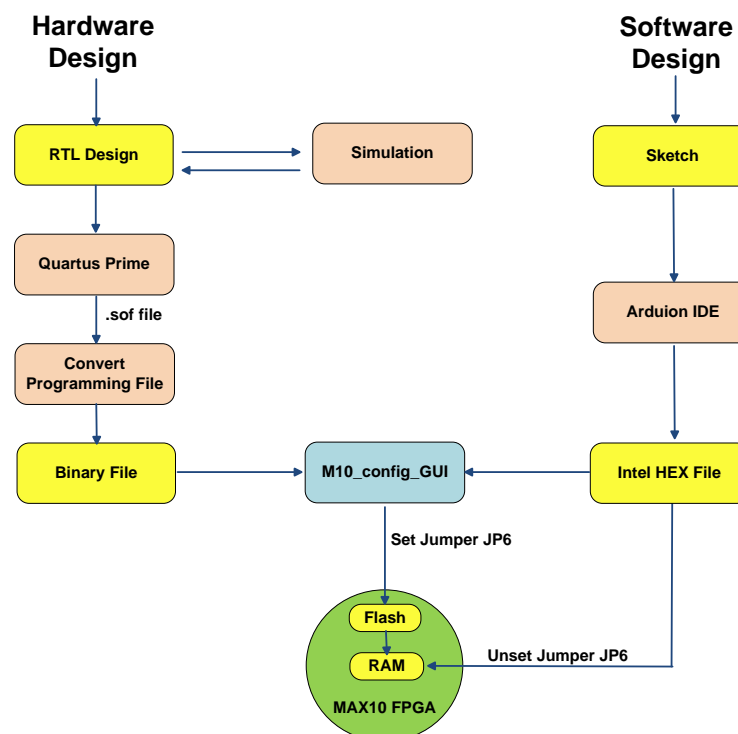 Hardware
Design
Software
Design
RTL Design
Simulation
Sketch
Quartus Prime
.sof file
Arduion IDE
Convert
Programming File
Binary File
M10_config_GUI
Intel HEX File
Set Jumper JP6
Flash
RAM
Unset Jumper JP6
MAX10 FPGA